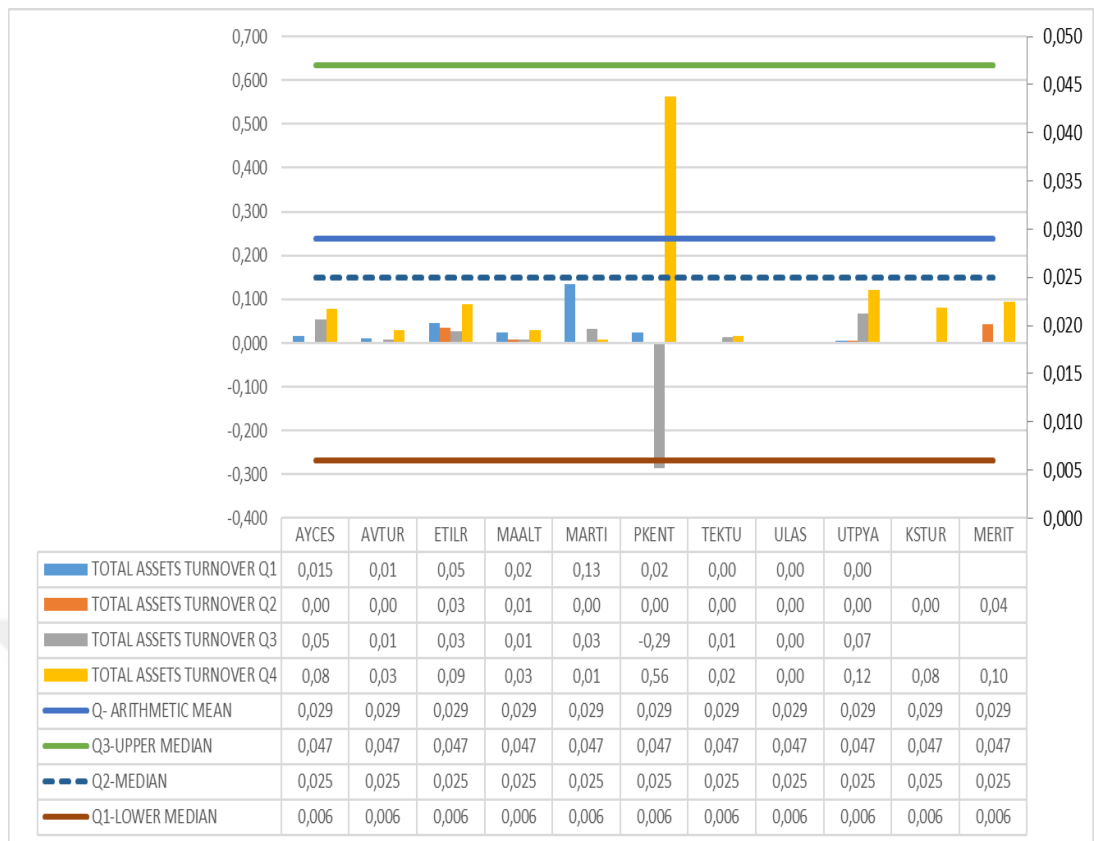 0,700
0,600
0,500
0,400
0,300
0,200
0,100
0,000
-0,100
-0,200
-0,300
-0,400
0,050
0,045
0,040
0,035
0,030
0,025
0,020
0,015
0,010
0,005
0,000
AYCES AVTUR ETILR MAALT MARTI PKENT TEKTU ULAS UTPYA KSTUR MERIT
TOTAL ASSETS TURNOVER Q1 0,015 0,01 0,05 0,02 0,13 0,02 0,00 0,00 0,00
TOTAL ASSETS TURNOVER Q2 0,00 0,00 0,03 0,01 0,00 0,00 0,00 0,00 0,00 0,00 0,04
TOTAL ASSETS TURNOVER Q3 0,05 0,01 0,03 0,01 0,03 -0,29 0,01 0,00 0,07
TOTAL ASSETS TURNOVER Q4 0,08 0,03 0,09 0,03 0,01 0,56 0,02 0,00 0,12 0,08 0,10
Q- ARITHMETIC MEAN 0,029 0,029 0,029 0,029 0,029 0,029 0,029 0,029 0,029 0,029 0,029
Q3-UPPER MEDIAN 0,047 0,047 0,047 0,047 0,047 0,047 0,047 0,047 0,047 0,047 0,047
Q2-MEDIAN 0,025 0,025 0,025 0,025 0,025 0,025 0,025 0,025 0,025 0,025 0,025
Q1-LOWER MEDIAN 0,006 0,006 0,006 0,006 0,006 0,006 0,006 0,006 0,006 0,006 0,006